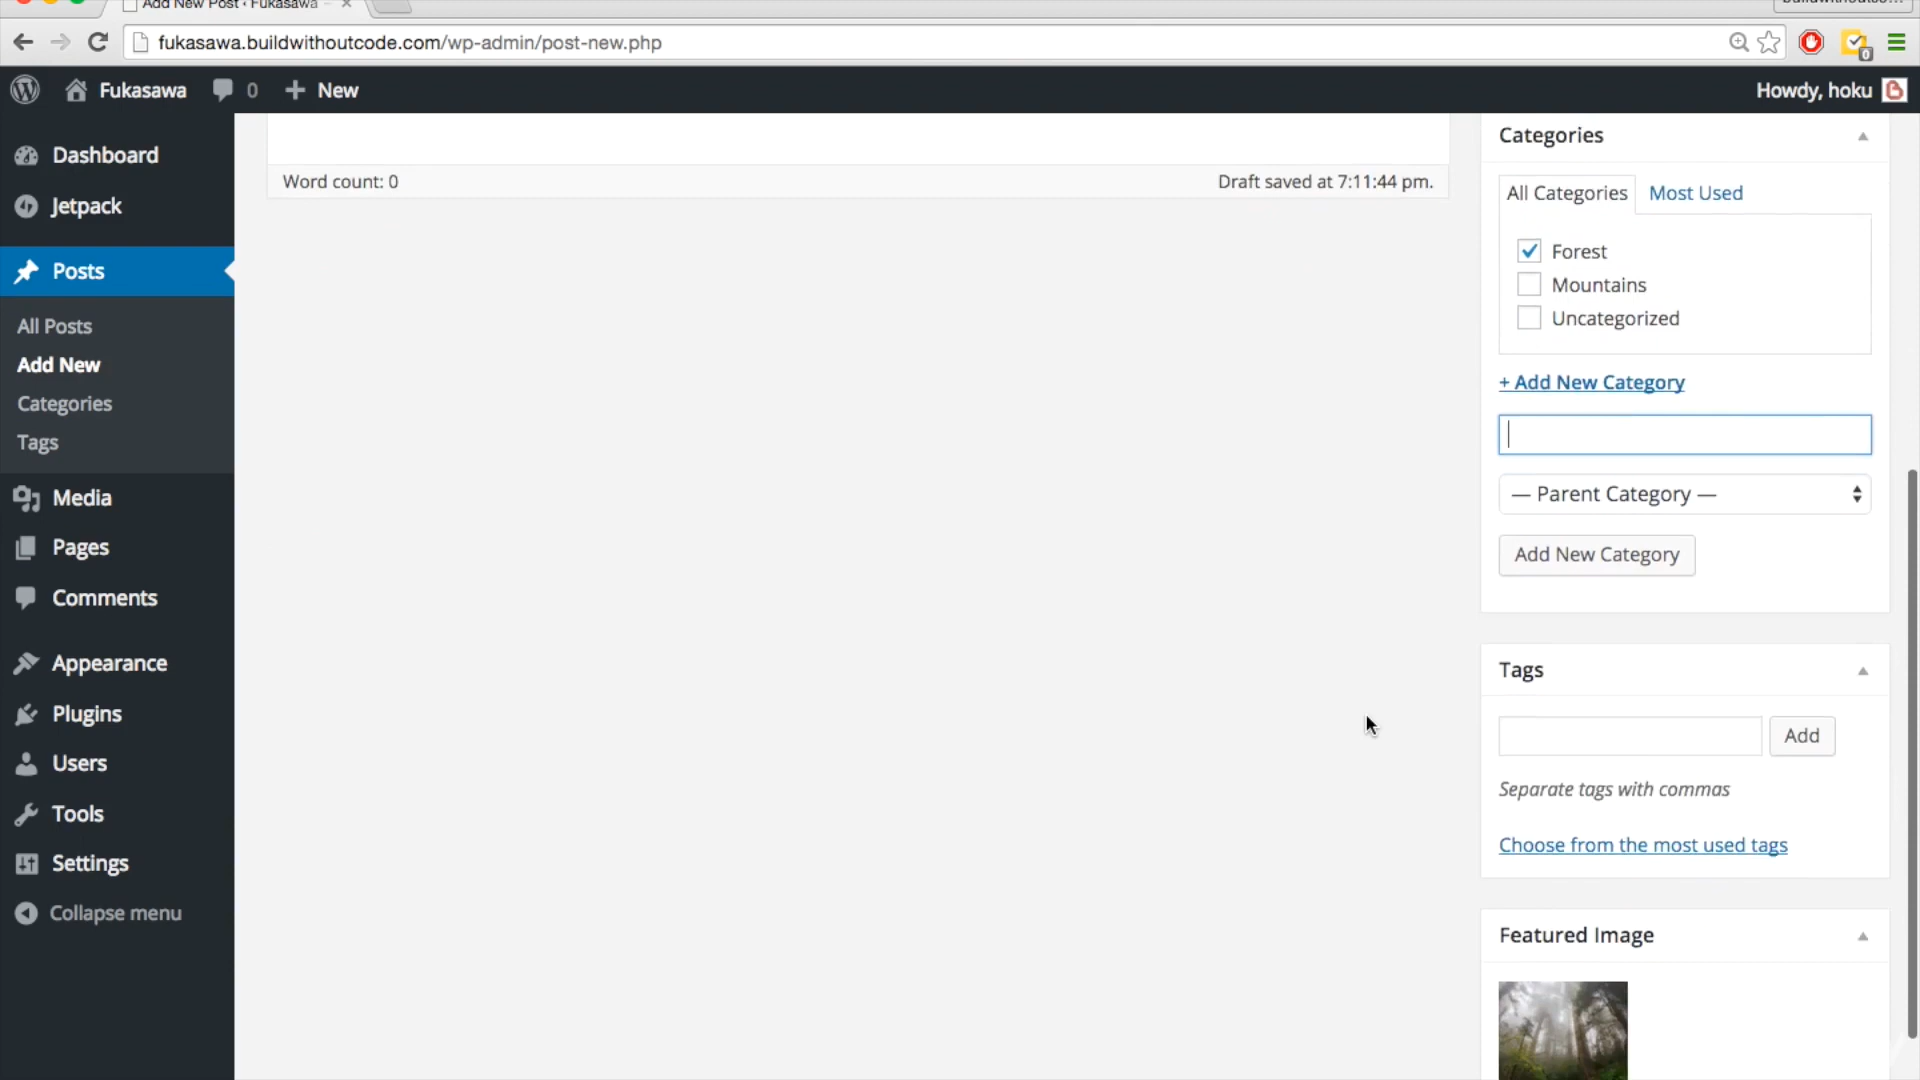 Add New Post ‹ Fukasawa –
fukasawa.buildwithoutcode.com/wp-admin/post-new.php
0
Fukasawa
0
New
Howdy, hoku
Dashboard
Jetpack
Posts
All Posts
Add New
Categories
Tags
Media
Pages
Comments
Appearance
Plugins
Users
Tools
Settings
Collapse menu
Word count: 0
Draft saved at 7:11:44 pm.
Categories
All Categories
Most Used
Forest
Mountains
Uncategorized
+ Add New Category
— Parent Category —
Add New Category
Tags
Add
Separate tags with commas
Choose from the most used tags
Featured Image